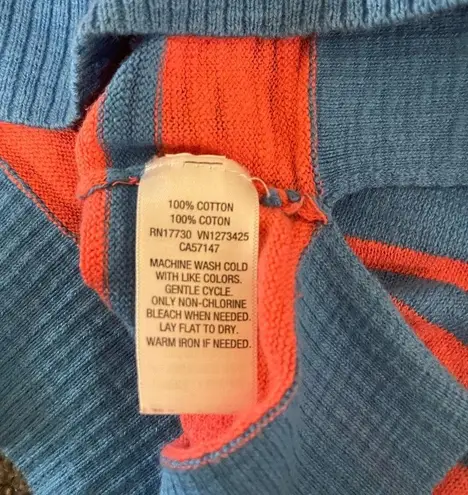 100% COTTON
100% COTON
RN17730 VN1273425
CA57147
MACHINE WASH COLD
WITH LIKE COLORS.
GENTLE CYCLE.
ONLY NON-CHLORINE
BLEACH WHEN NEEDED.
LAY FLAT TO DRY.
WARM IRON IF NEEDED.